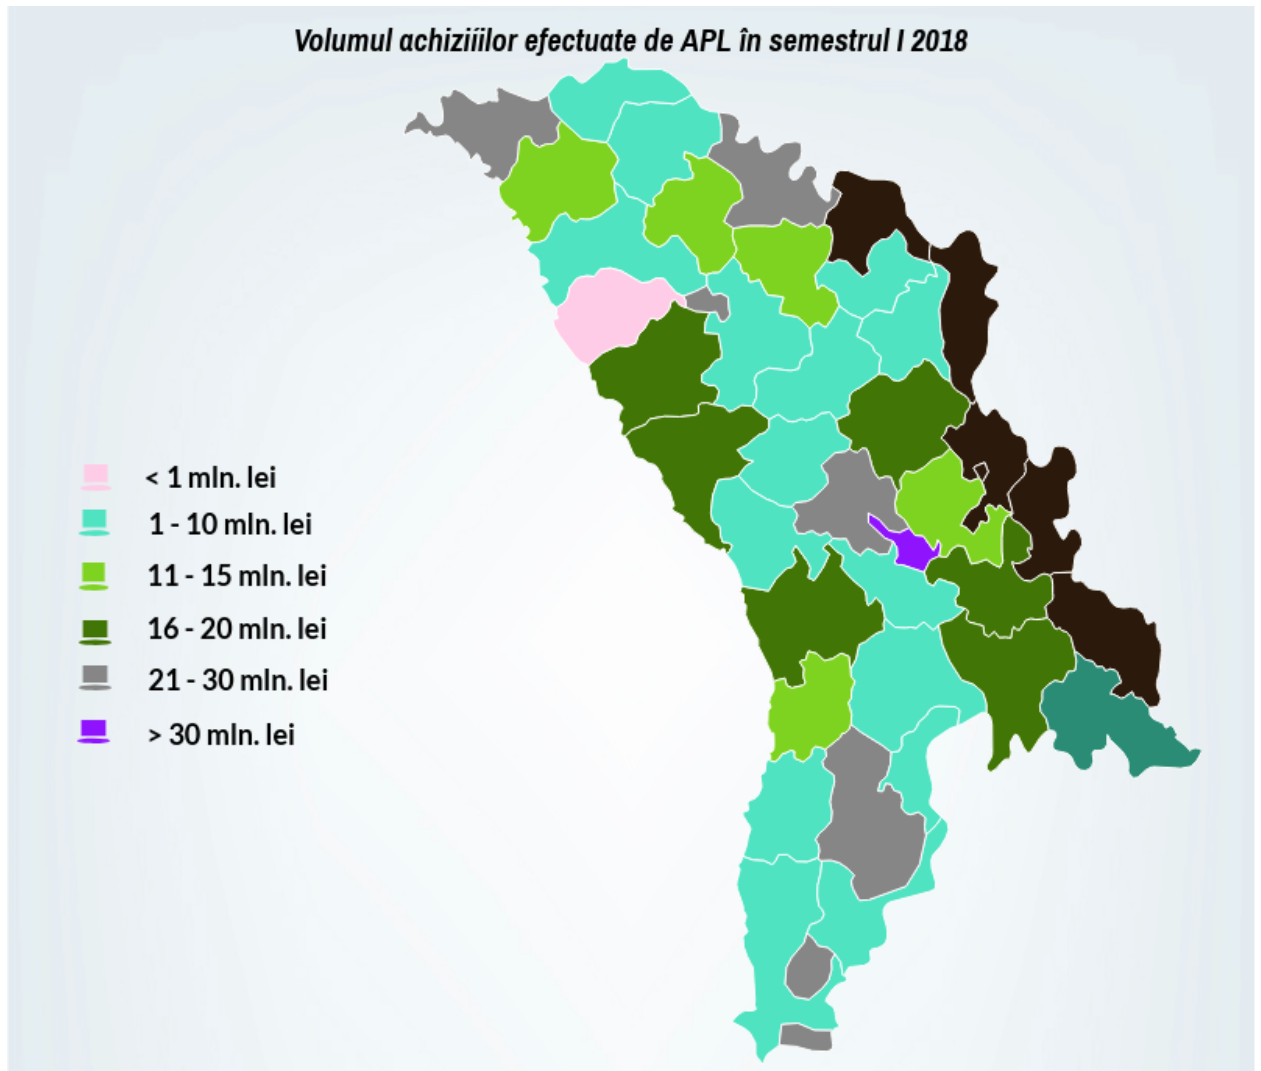 Volumul achiziíilor efectuate de APL în semestrul I 2018
< 1 mln. lei
1 - 10 mln. lei
11 - 15 mln. lei
16 - 20 mln. lei
21 - 30 mln. lei
> 30 mln. lei